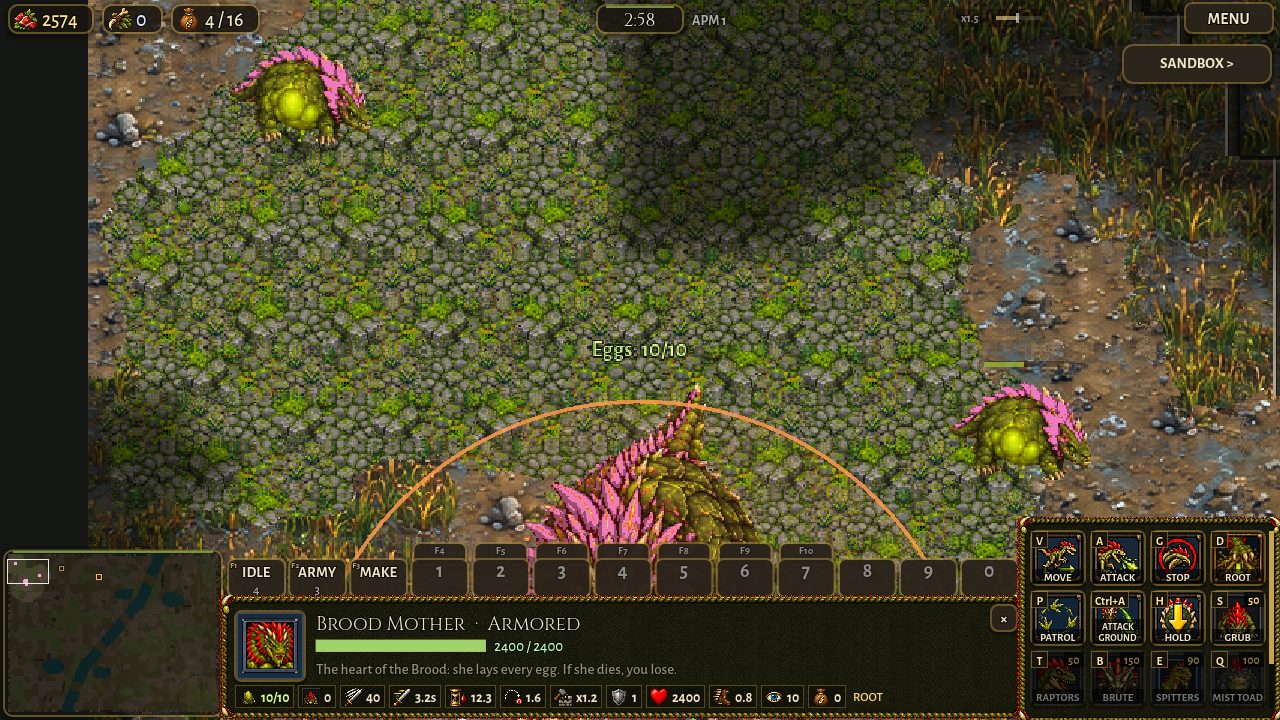 2574
0
4/16
2:58
APM 1
x1.5
MENU
SANDBOX >
Eggs: 10/10
F1 IDLE 4
F2 ARMY 3
F3 MAKE
F4 1
F5 2
F6 3
F7 4
F8 5
F9 6
F10 7
8
9
0
BROOD MOTHER · ARMORED
2400 / 2400
The heart of the Brood: she lays every egg. If she dies, you lose.
10/10
0
40
3.2s
12.3
1.6
x1.2
1
2400
0.8
10
0
ROOT
×
V MOVE
A ATTACK
G STOP
D ROOT
P PATROL
Ctrl+A ATTACK GROUND
H HOLD
S 50 GRUB
T 50 RAPTORS
B 150 BRUTE
E 90 SPITTERS
Q 100 MIST TOAD